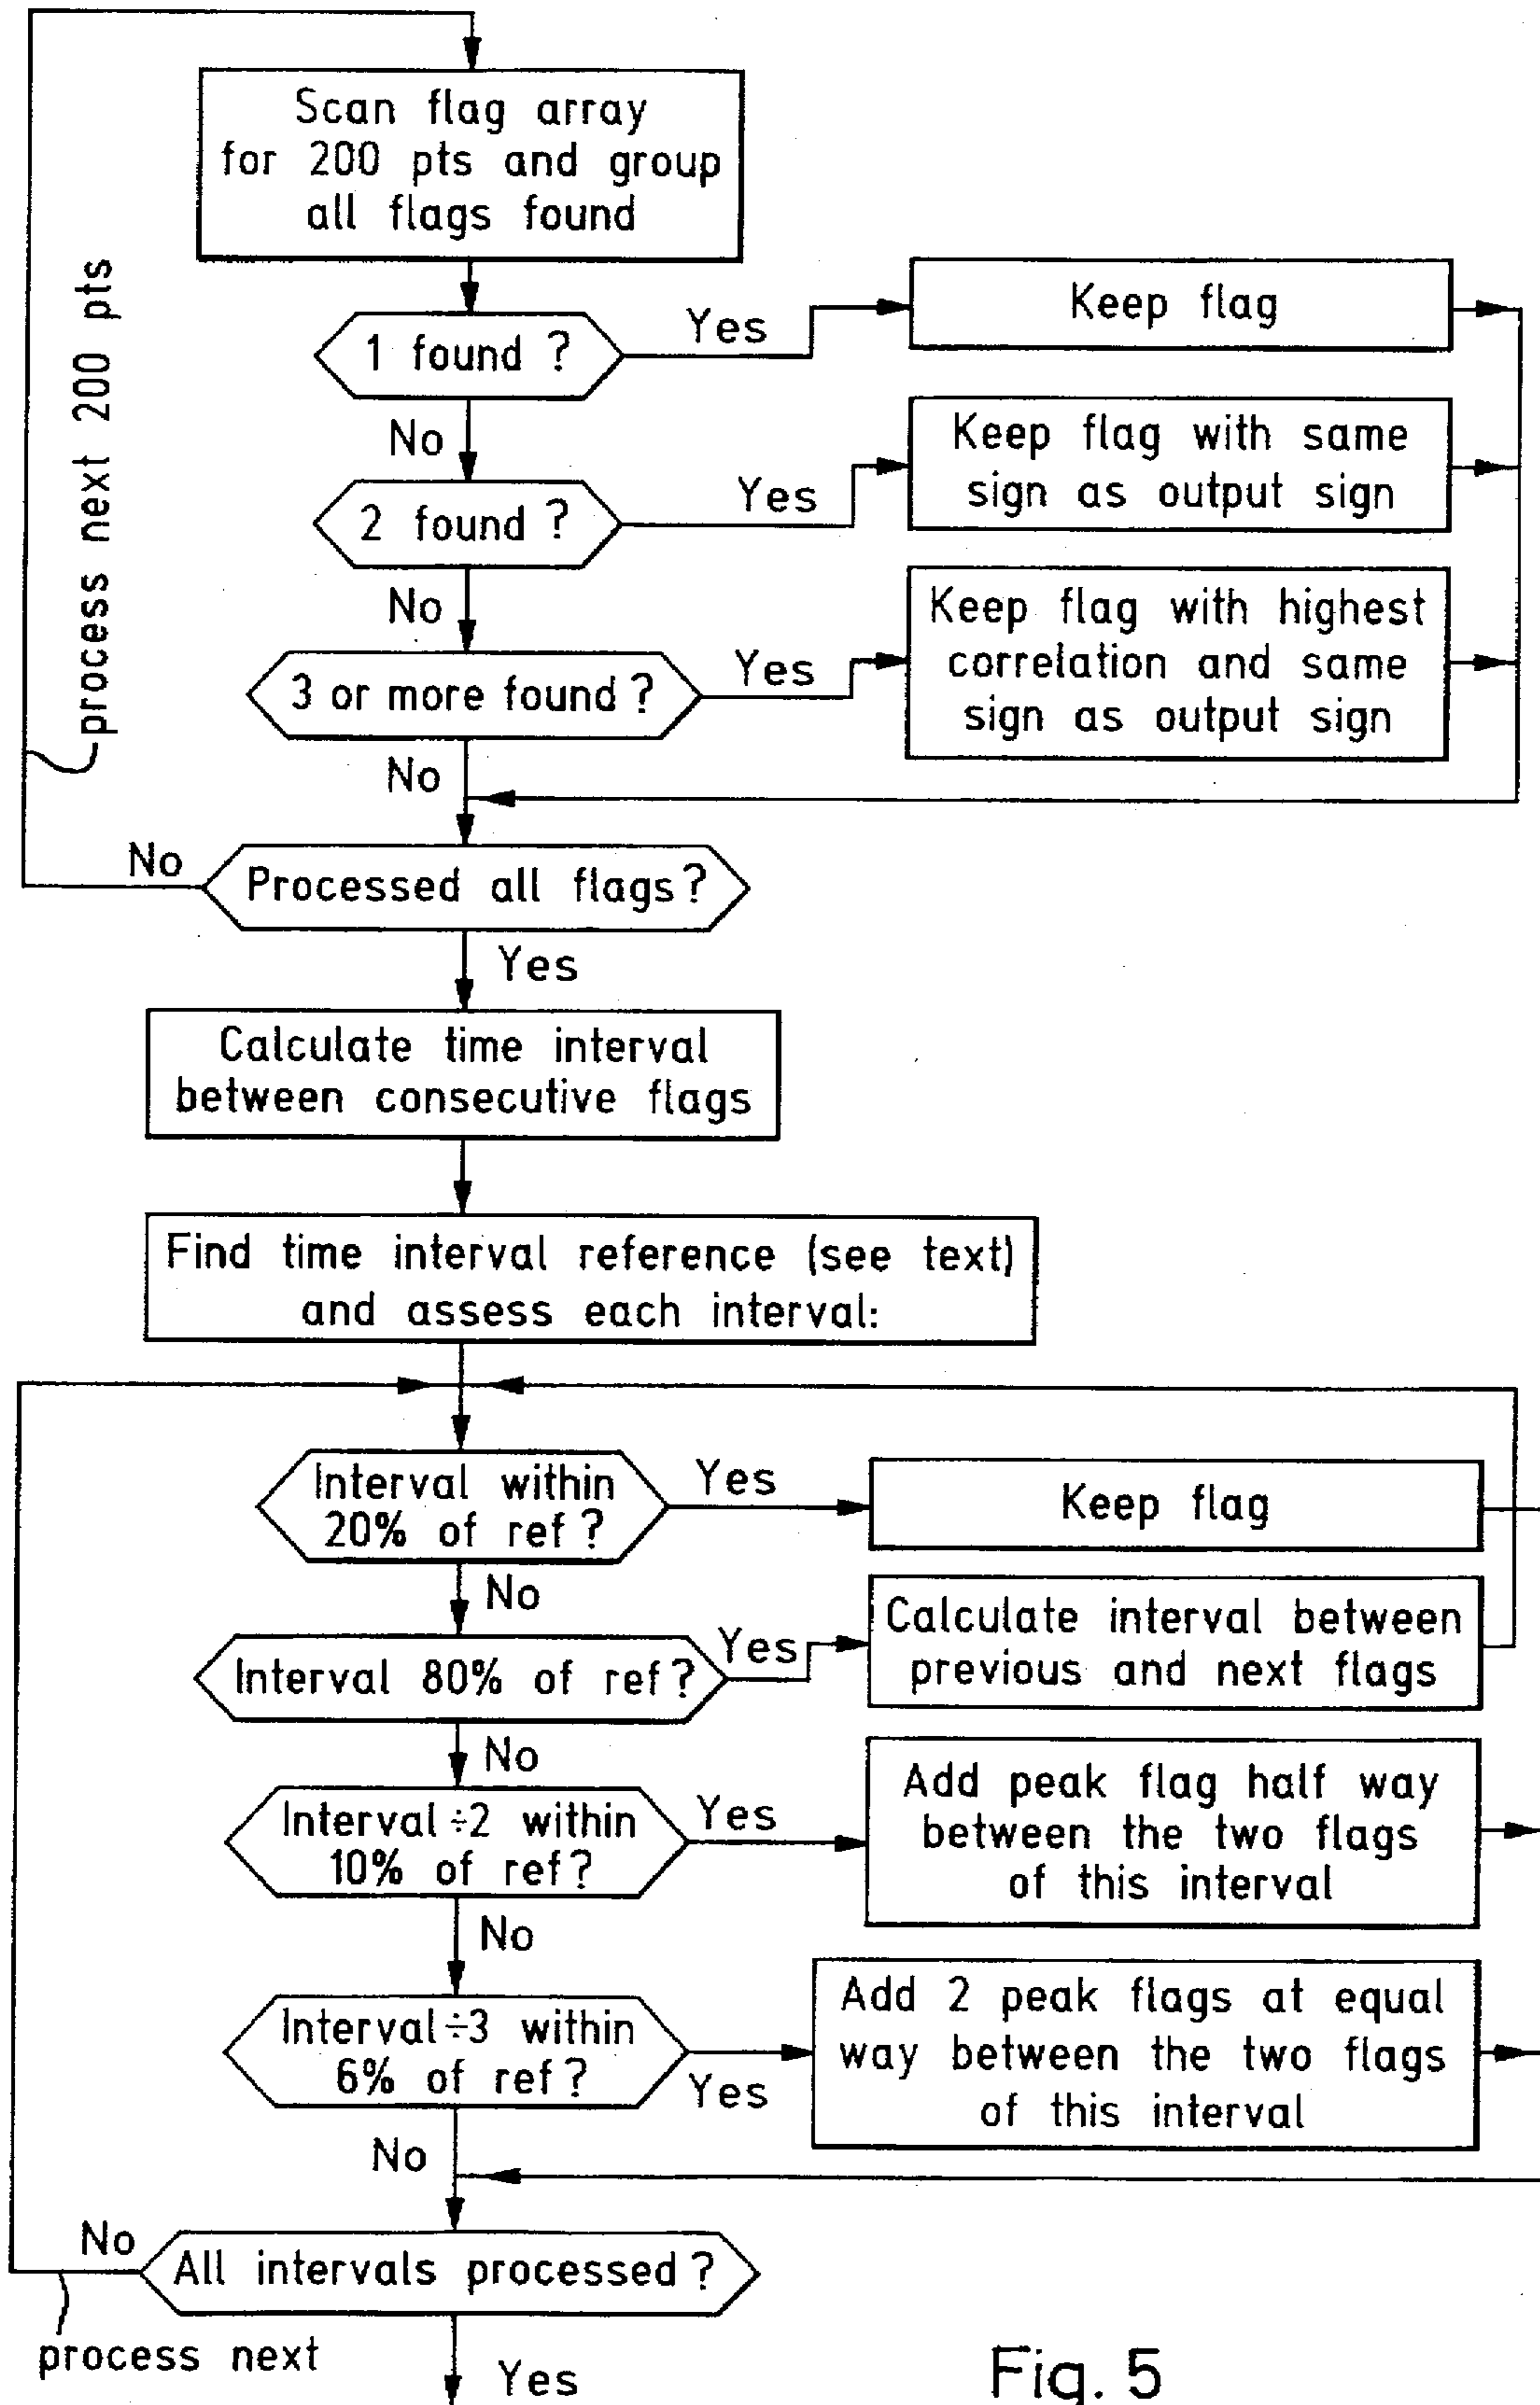 Scan flag array
for 200 pts and group
all flags found
process next 200 pts
1 found ?
Yes
Keep flag
No
2 found ?
Yes
Keep flag with same
sign as output sign
No
3 or more found ?
Yes
Keep flag with highest
correlation and same
sign as output sign
No
Processed all flags ?
No
Yes
Calculate time interval
between consecutive flags
Find time interval reference (see text)
and assess each interval:
Interval within
20% of ref ?
Yes
Keep flag
No
Interval 80% of ref ?
Yes
Calculate interval between
previous and next flags
No
Interval ÷2 within
10% of ref ?
Yes
Add peak flag half way
between the two flags
of this interval
No
Interval ÷3 within
6% of ref ?
Yes
Add 2 peak flags at equal
way between the two flags
of this interval
No
All intervals processed ?
No
process next
Yes
Fig. 5